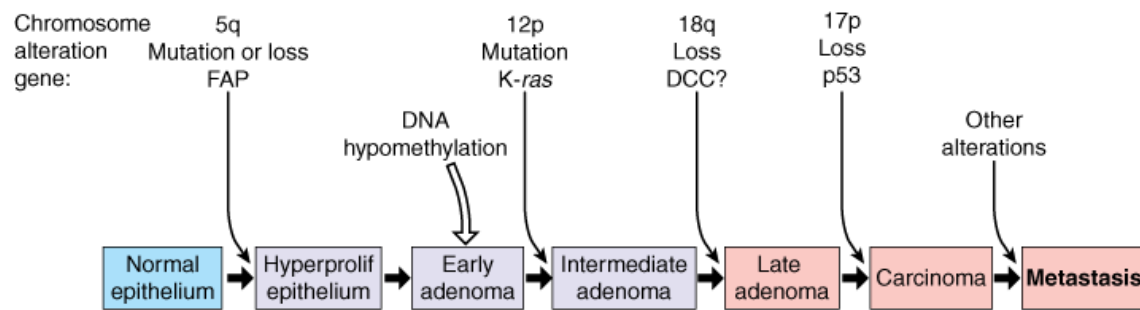 Chromosome
alteration
gene:
5q
Mutation or loss
FAP
12p
Mutation
K-ras
18q
Loss
DCC?
17p
Loss
p53
DNA
hypomethylation
Other
alterations
Normal
epithelium
Hyperprolif
epithelium
Early
adenoma
Intermediate
adenoma
Late
adenoma
Carcinoma
Metastasis